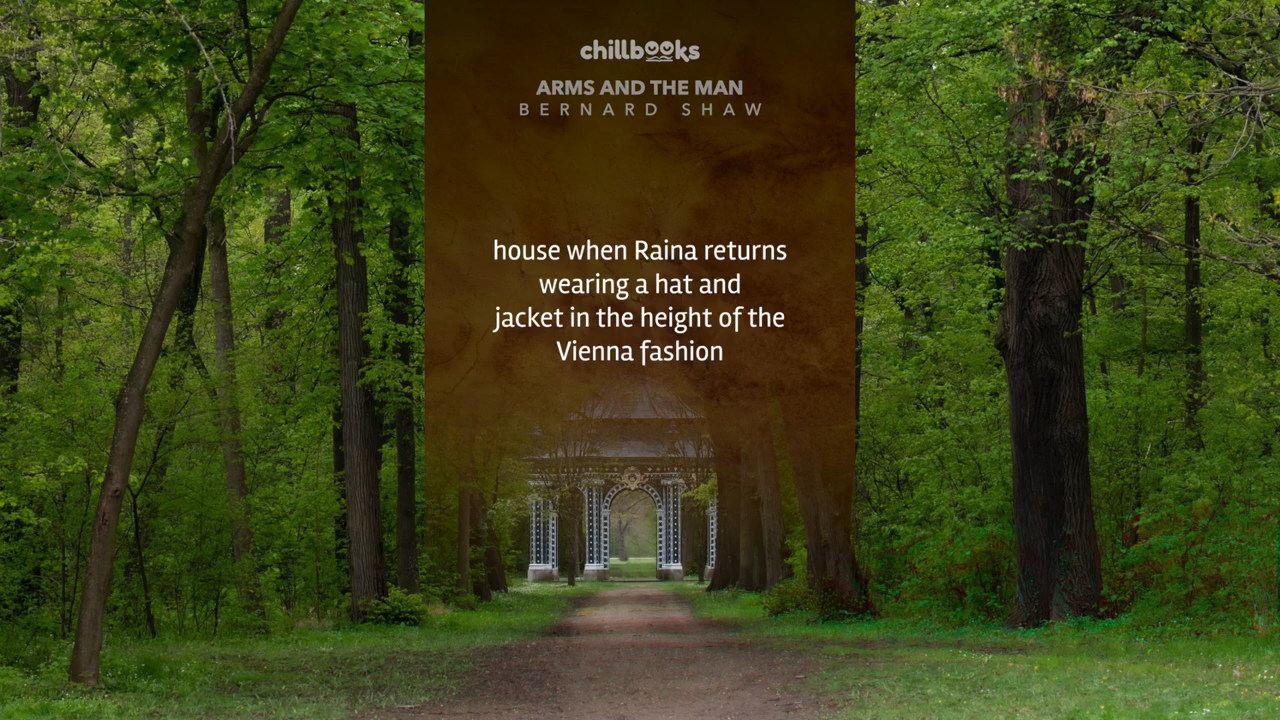 chillbooks
ARMS AND THE MAN
BERNARD SHAW
house when Raina returns
wearing a hat and
jacket in the height of the
Vienna fashion